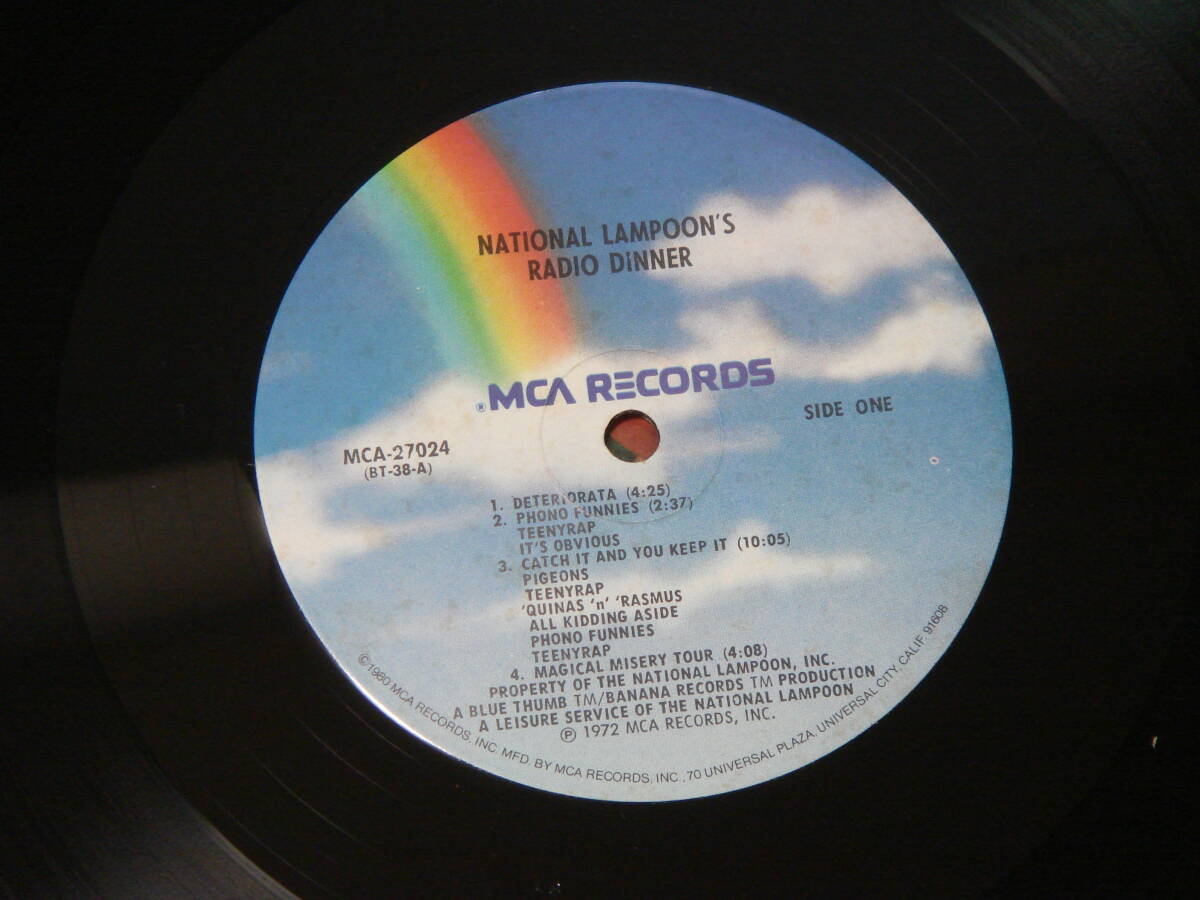 NATIONAL LAMPOON'S
RADIO DINNER
®MCA RECORDS
SIDE ONE
MCA-27024
(BT-38-A)
1. DETERIORATA (4:25)
2. PHONO FUNNIES (2:37)
TEENYRAP
IT'S OBVIOUS
3. CATCH IT AND YOU KEEP IT (10:05)
PIGEONS
TEENYRAP
'QUINAS 'n' 'RASMUS
ALL KIDDING ASIDE
PHONO FUNNIES
TEENYRAP
4. MAGICAL MISERY TOUR (4:08)
PROPERTY OF THE NATIONAL LAMPOON, INC.
A BLUE THUMB TM/BANANA RECORDS TM PRODUCTION
A LEISURE SERVICE OF THE NATIONAL LAMPOON
℗ 1972 MCA RECORDS, INC.
©1980 MCA RECORDS, INC. MFD. BY MCA RECORDS, INC., 70 UNIVERSAL PLAZA, UNIVERSAL CITY, CALIF. 91608